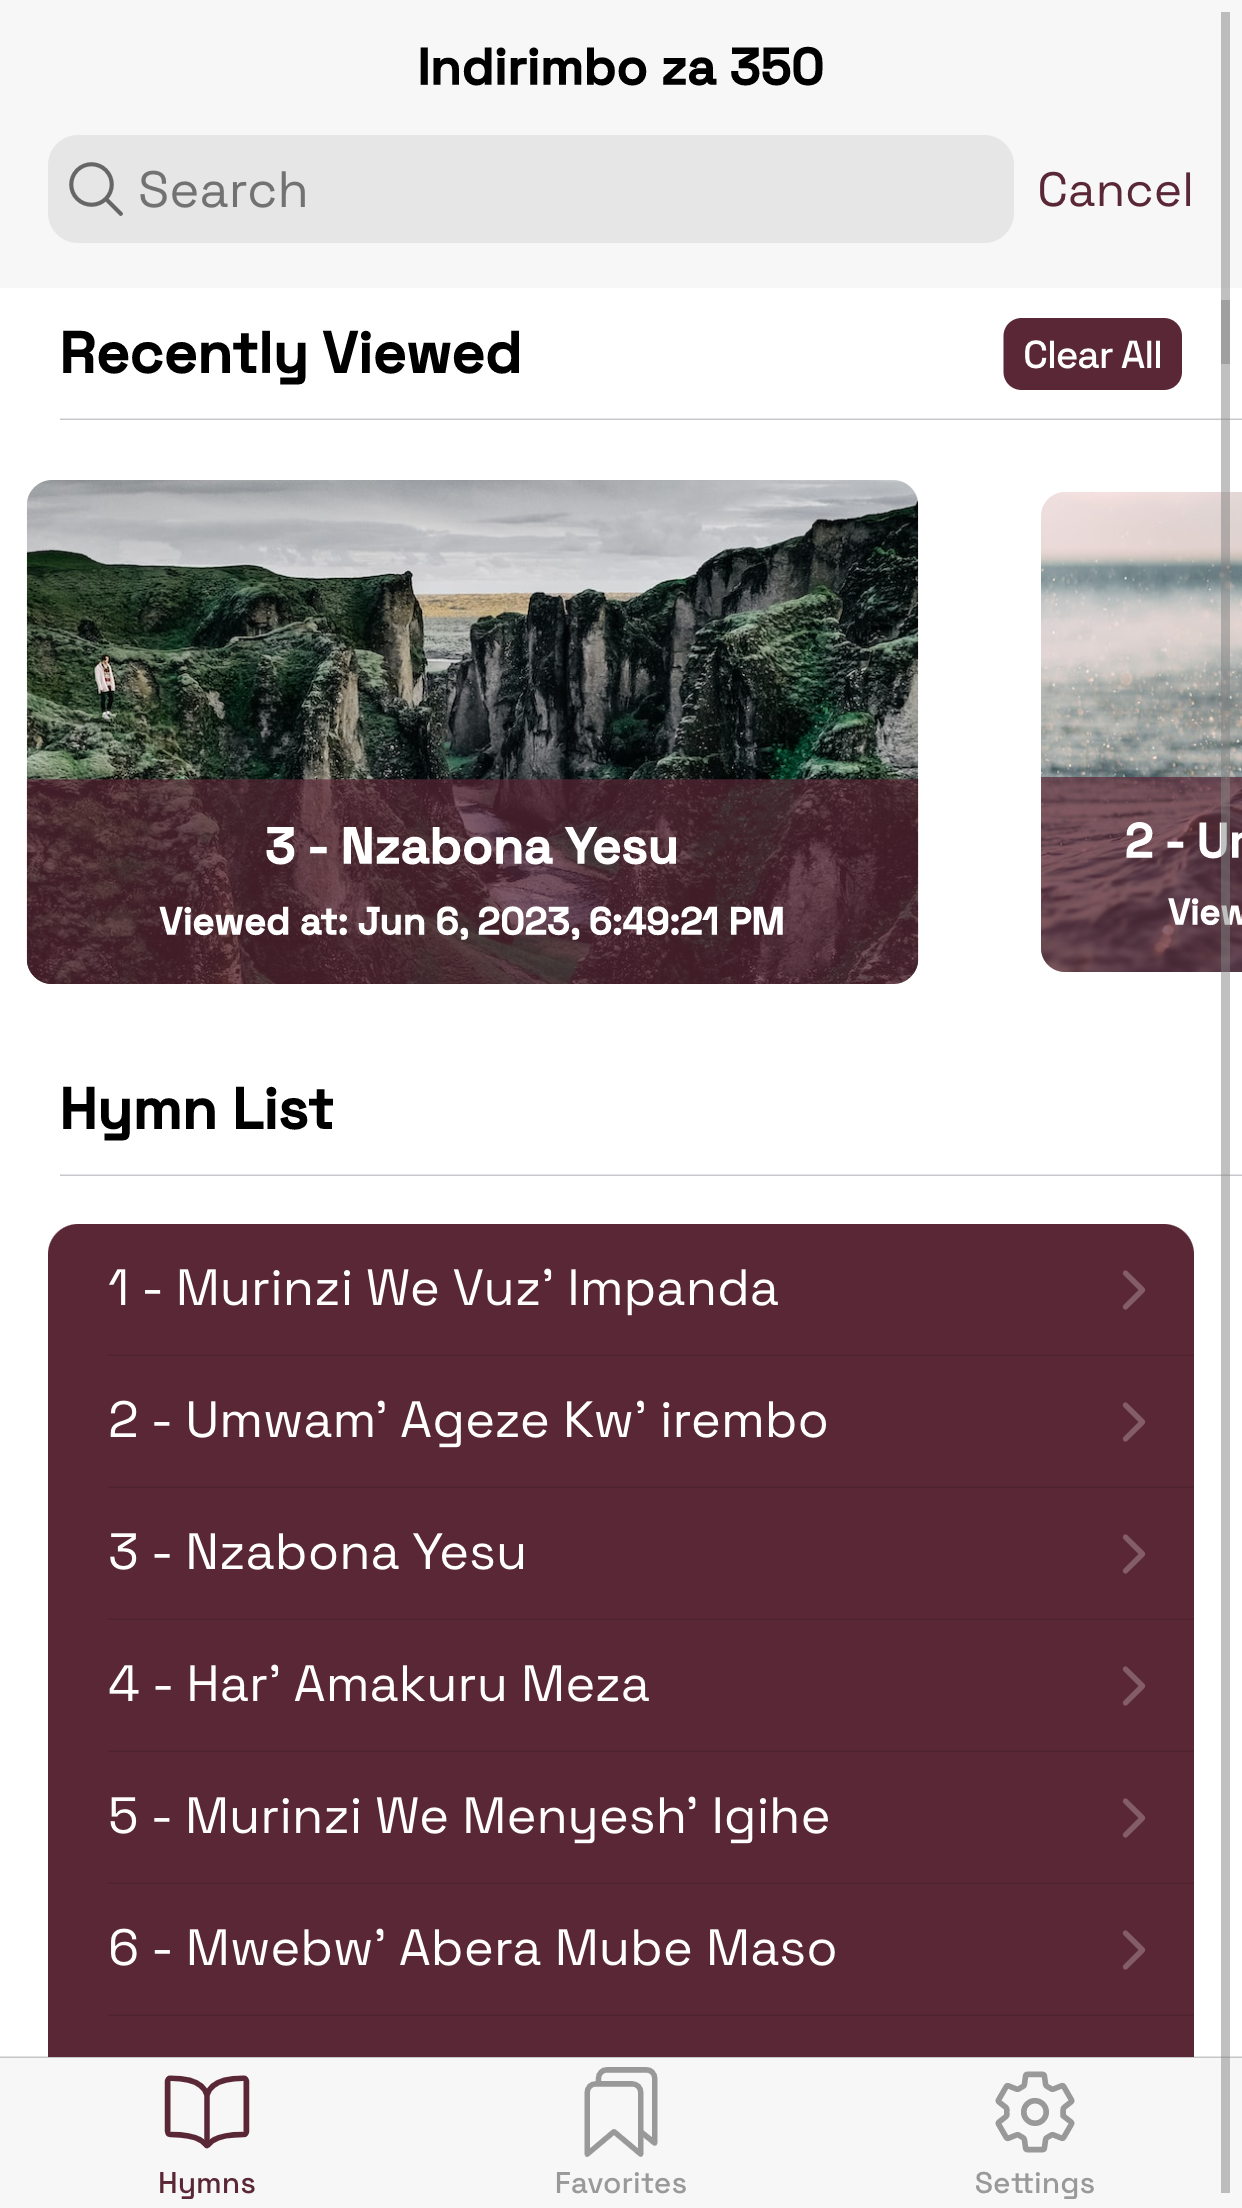 Indirimbo za 350
Search
Cancel
Recently Viewed
Clear All
3 - Nzabona Yesu
Viewed at: Jun 6, 2023, 6:49:21 PM
2 -
Hymn List
1 - Murinzi We Vuz’ Impanda
2 - Umwam’ Ageze Kw’ irembo
3 - Nzabona Yesu
4 - Har’ Amakuru Meza
5 - Murinzi We Menyesh’ Igihe
6 - Mwebw’ Abera Mube Maso
Hymns
Favorites
Settings